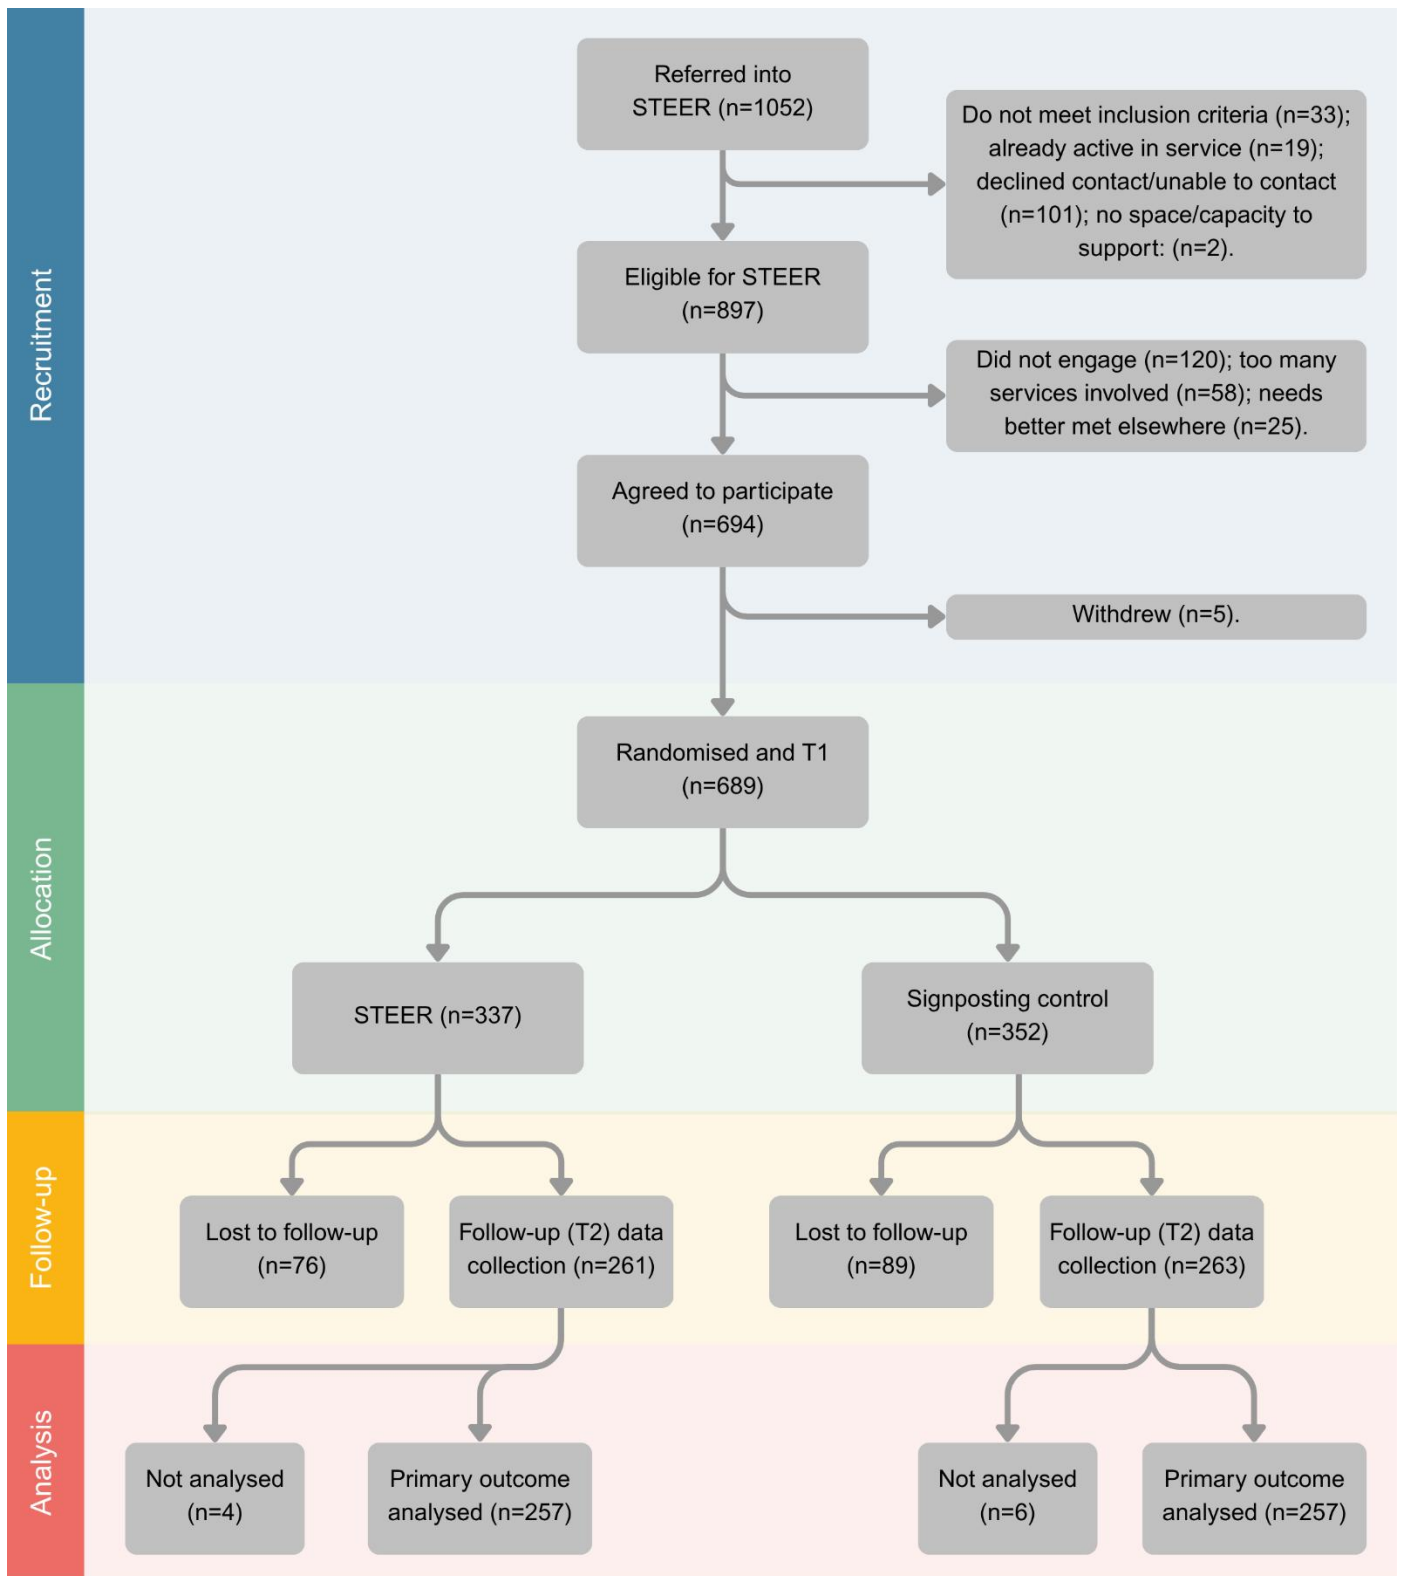 Recruitment
Referred into
STEER (n=1052)
Do not meet inclusion criteria (n=33);
already active in service (n=19);
declined contact/unable to contact
(n=101); no space/capacity to
support: (n=2).
Eligible for STEER
(n=897)
Did not engage (n=120); too many
services involved (n=58); needs
better met elsewhere (n=25).
Agreed to participate
(n=694)
Withdrew (n=5).
Allocation
Randomised and T1
(n=689)
STEER (n=337)
Signposting control
(n=352)
Follow-up
Lost to follow-up
(n=76)
Follow-up (T2) data
collection (n=261)
Lost to follow-up
(n=89)
Follow-up (T2) data
collection (n=263)
Analysis
Not analysed
(n=4)
Primary outcome
analysed (n=257)
Not analysed
(n=6)
Primary outcome
analysed (n=257)